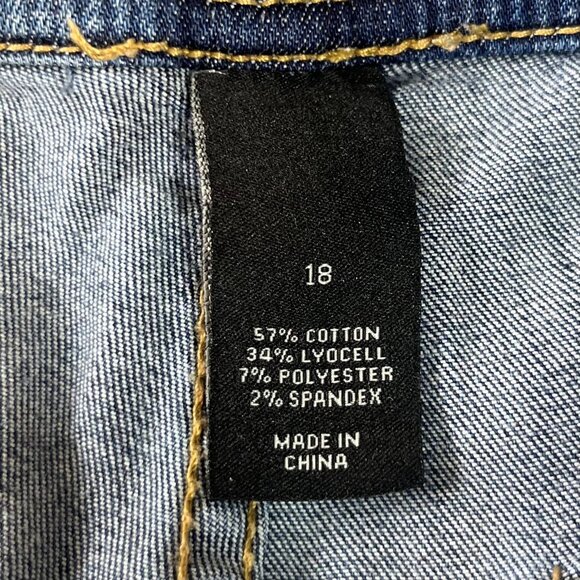 18
57% COTTON
34% LYOCELL
7% POLYESTER
2% SPANDEX
MADE IN
CHINA